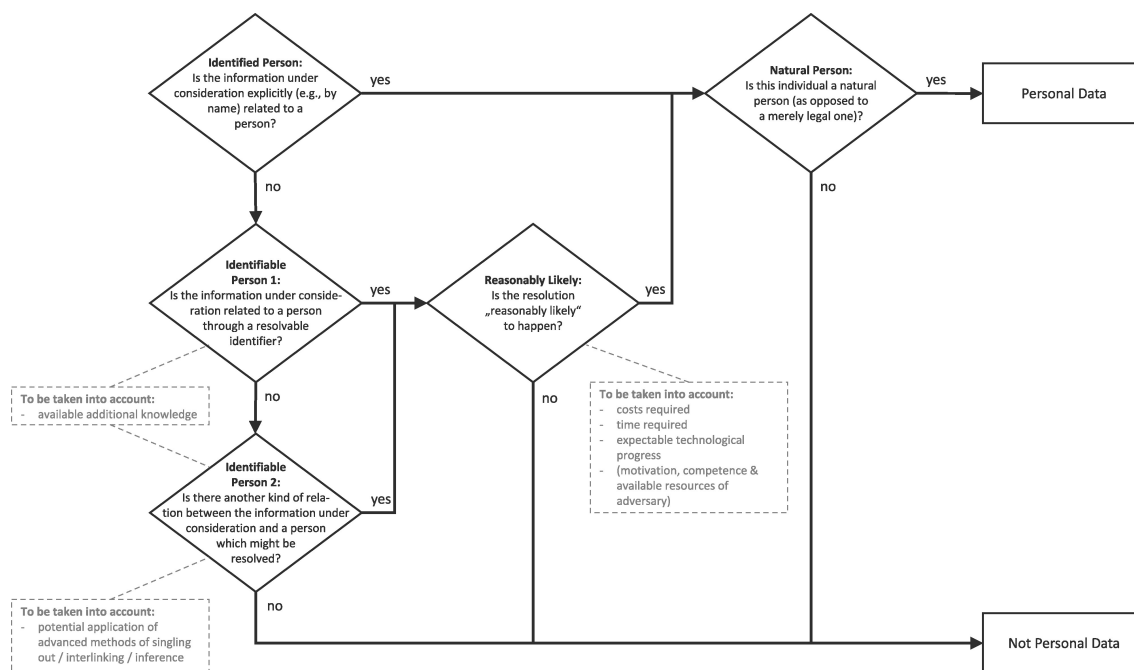 Identified Person:
Is the information under
consideration explicitly (e.g., by
name) related to a
person?
yes
no
Natural Person:
Is this individual a natural
person (as opposed to
a merely legal one)?
yes
no
Personal Data
Identifiable
Person 1:
Is the information under conside-
ration related to a person
through a resolvable
identifier?
yes
no
Reasonably Likely:
Is the resolution
„reasonably likely“
to happen?
yes
no
To be taken into account:
- available additional knowledge
To be taken into account:
- costs required
- time required
- expectable technological
progress
- (motivation, competence &
available resources of
adversary)
Identifiable
Person 2:
Is there another kind of rela-
tion between the information under
consideration and a person
which might be
resolved?
yes
no
To be taken into account:
- potential application of
advanced methods of singling
out / interlinking / inference
Not Personal Data